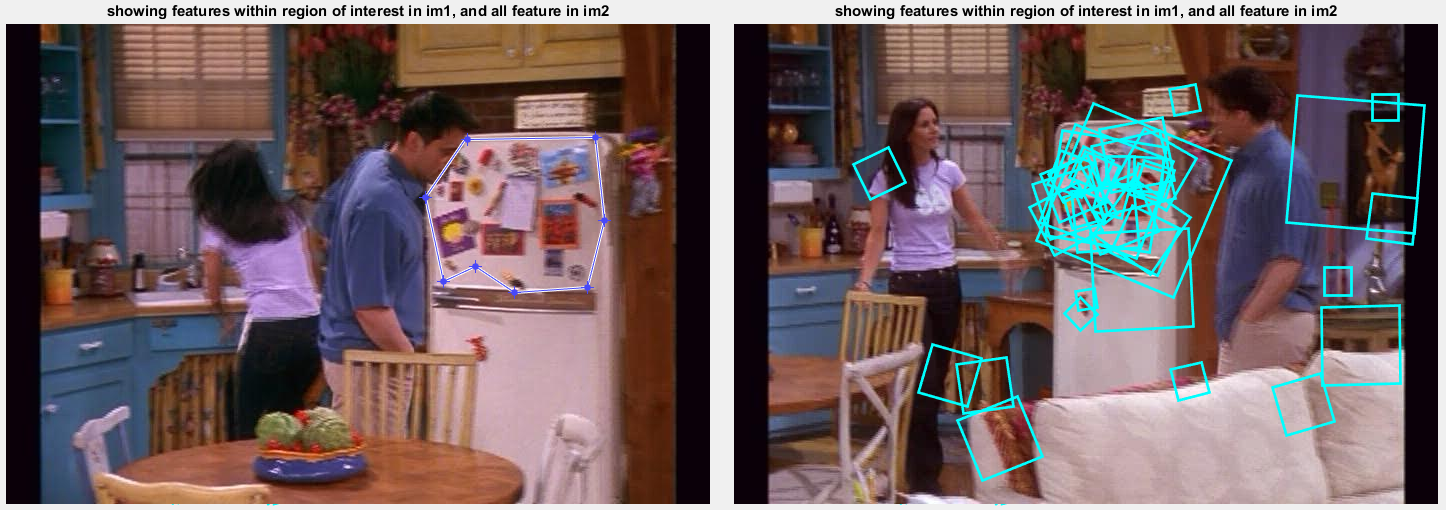 showing features within region of interest in im1, and all feature in im2
showing features within region of interest in im1, and all feature in im2